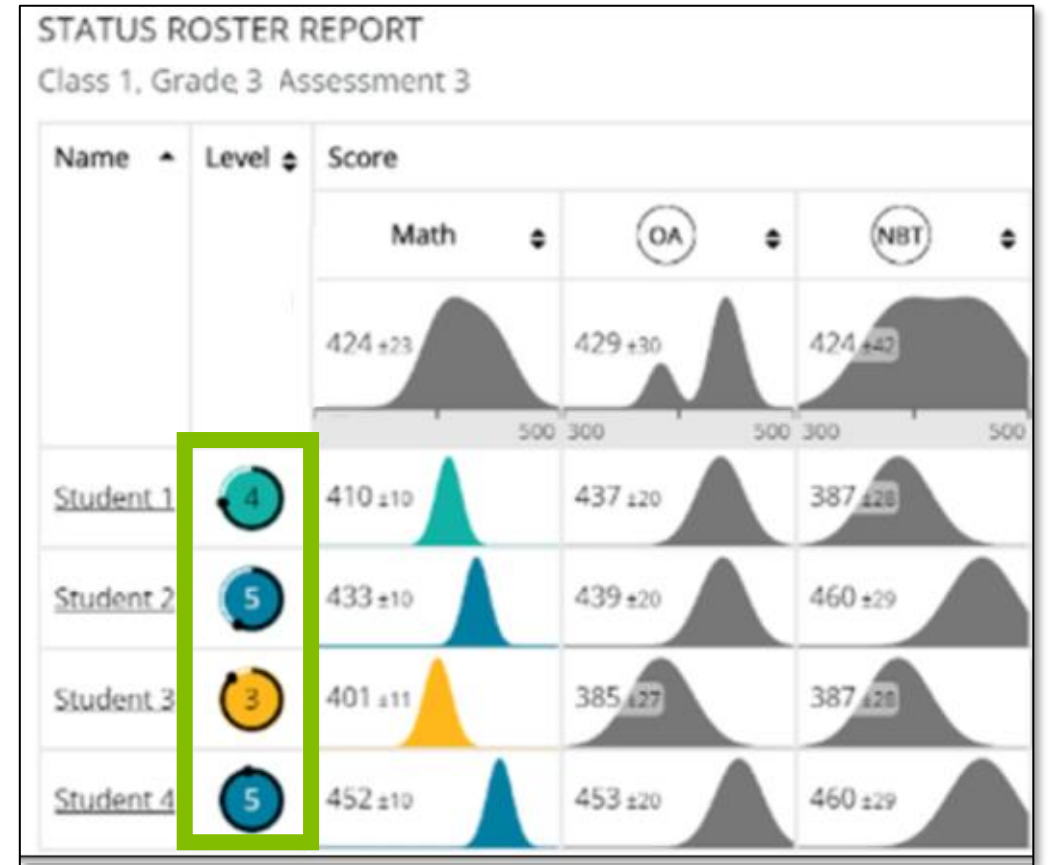 STATUS ROSTER REPORT
Class 1, Grade 3 Assessment 3
Name Level Score
Math OA NBT
424 ±23 429 ±30 424 ±42
500 300 500 300 500
Student 1 4 410 ±10 437 ±20 387 ±28
Student 2 5 433 ±10 439 ±20 460 ±29
Student 3 3 401 ±11 385 ±27 387 ±28
Student 4 5 452 ±10 453 ±20 460 ±29